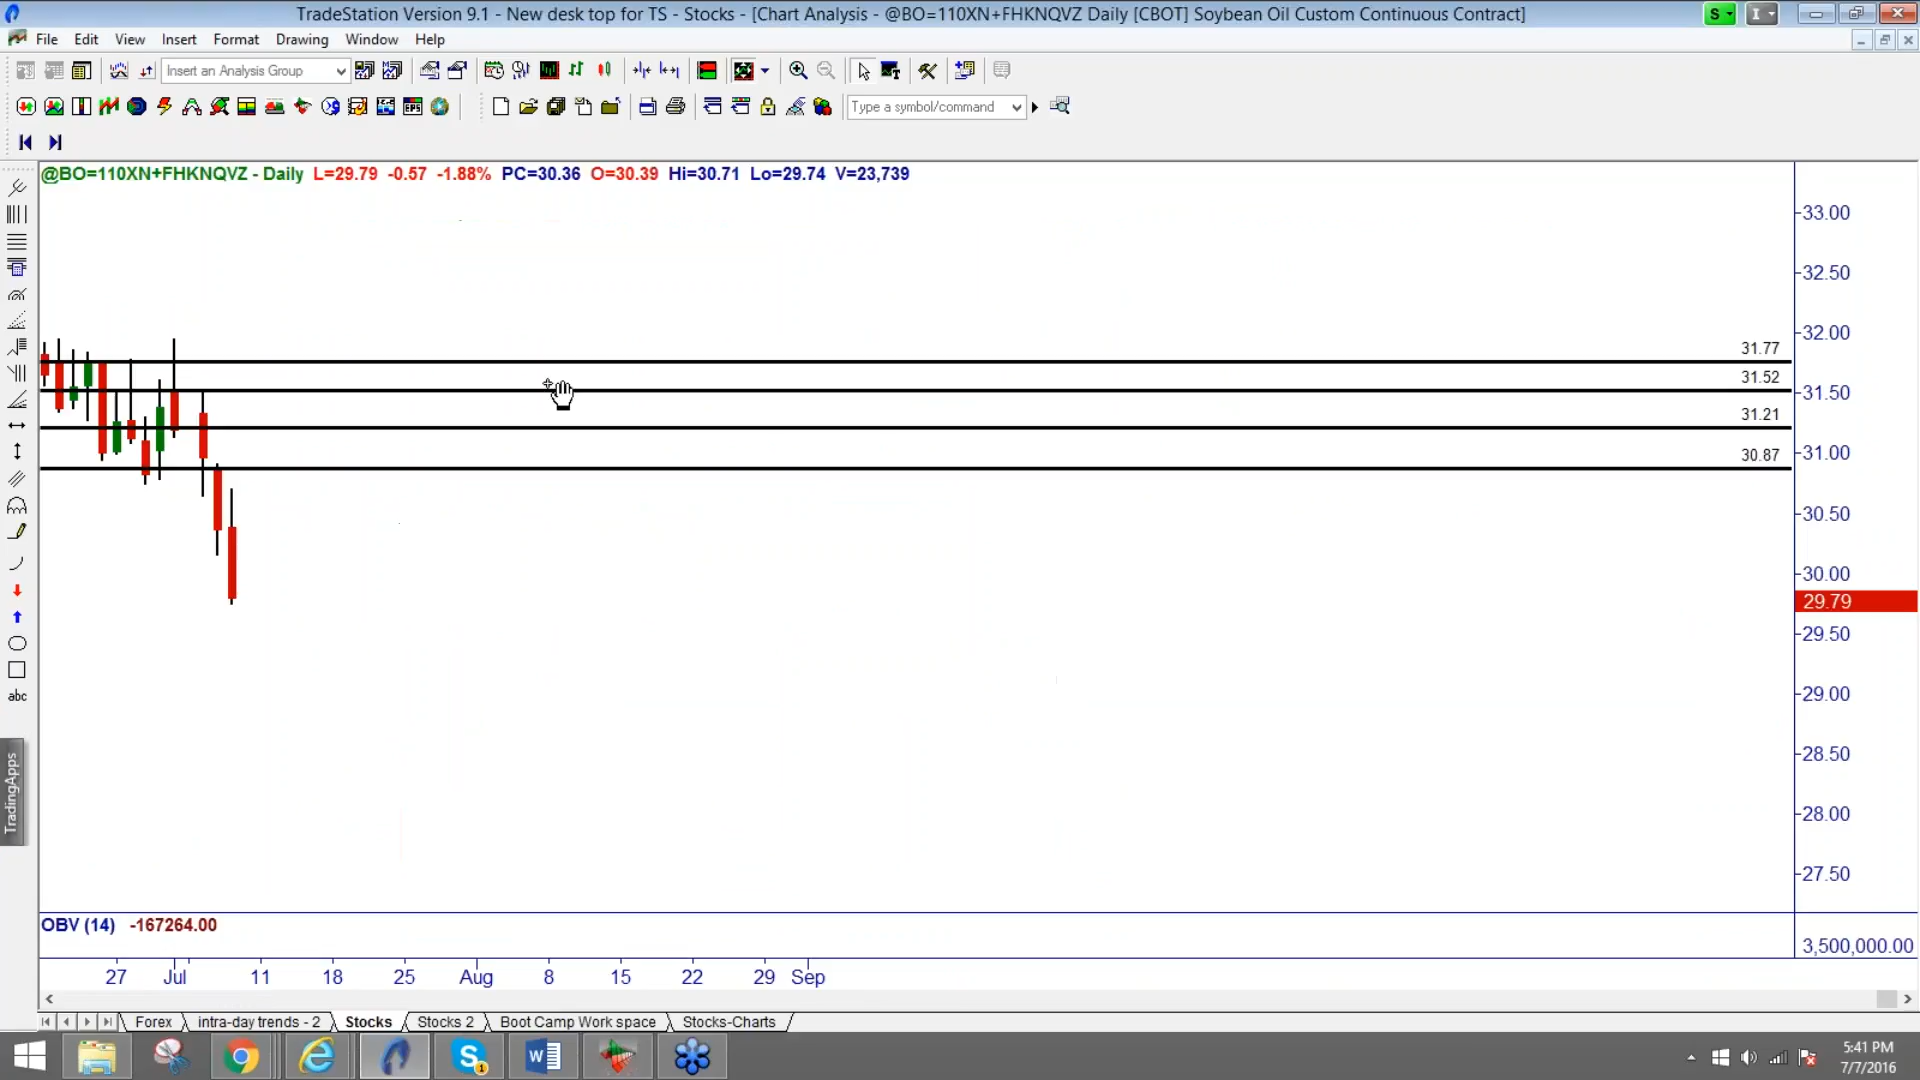 TradeStation Version 9.1 - New desk top for TS - Stocks - [Chart Analysis - @BO=110XN+FHKNQVZ Daily [CBOT] Soybean Oil Custom Continuous Contract]
S
I
File Edit View Insert Format Drawing Window Help
Insert an Analysis Group
EPS
Type a symbol/command
@BO=110XN+FHKNQVZ - Daily L=29.79 -0.57 -1.88% PC=30.36 O=30.39 Hi=30.71 Lo=29.74 V=23,739
33.00
32.50
31.77
32.00
31.52
31.50
31.21
30.87
31.00
30.50
30.00
29.79
29.50
29.00
28.50
28.00
27.50
abc
TradingApps
OBV (14) -167264.00
3,500,000.00
27 Jul 11 18 25 Aug 8 15 22 29 Sep
Forex intra-day trends - 2 Stocks Stocks 2 Boot Camp Work space Stocks-Charts
5:41 PM
7/7/2016